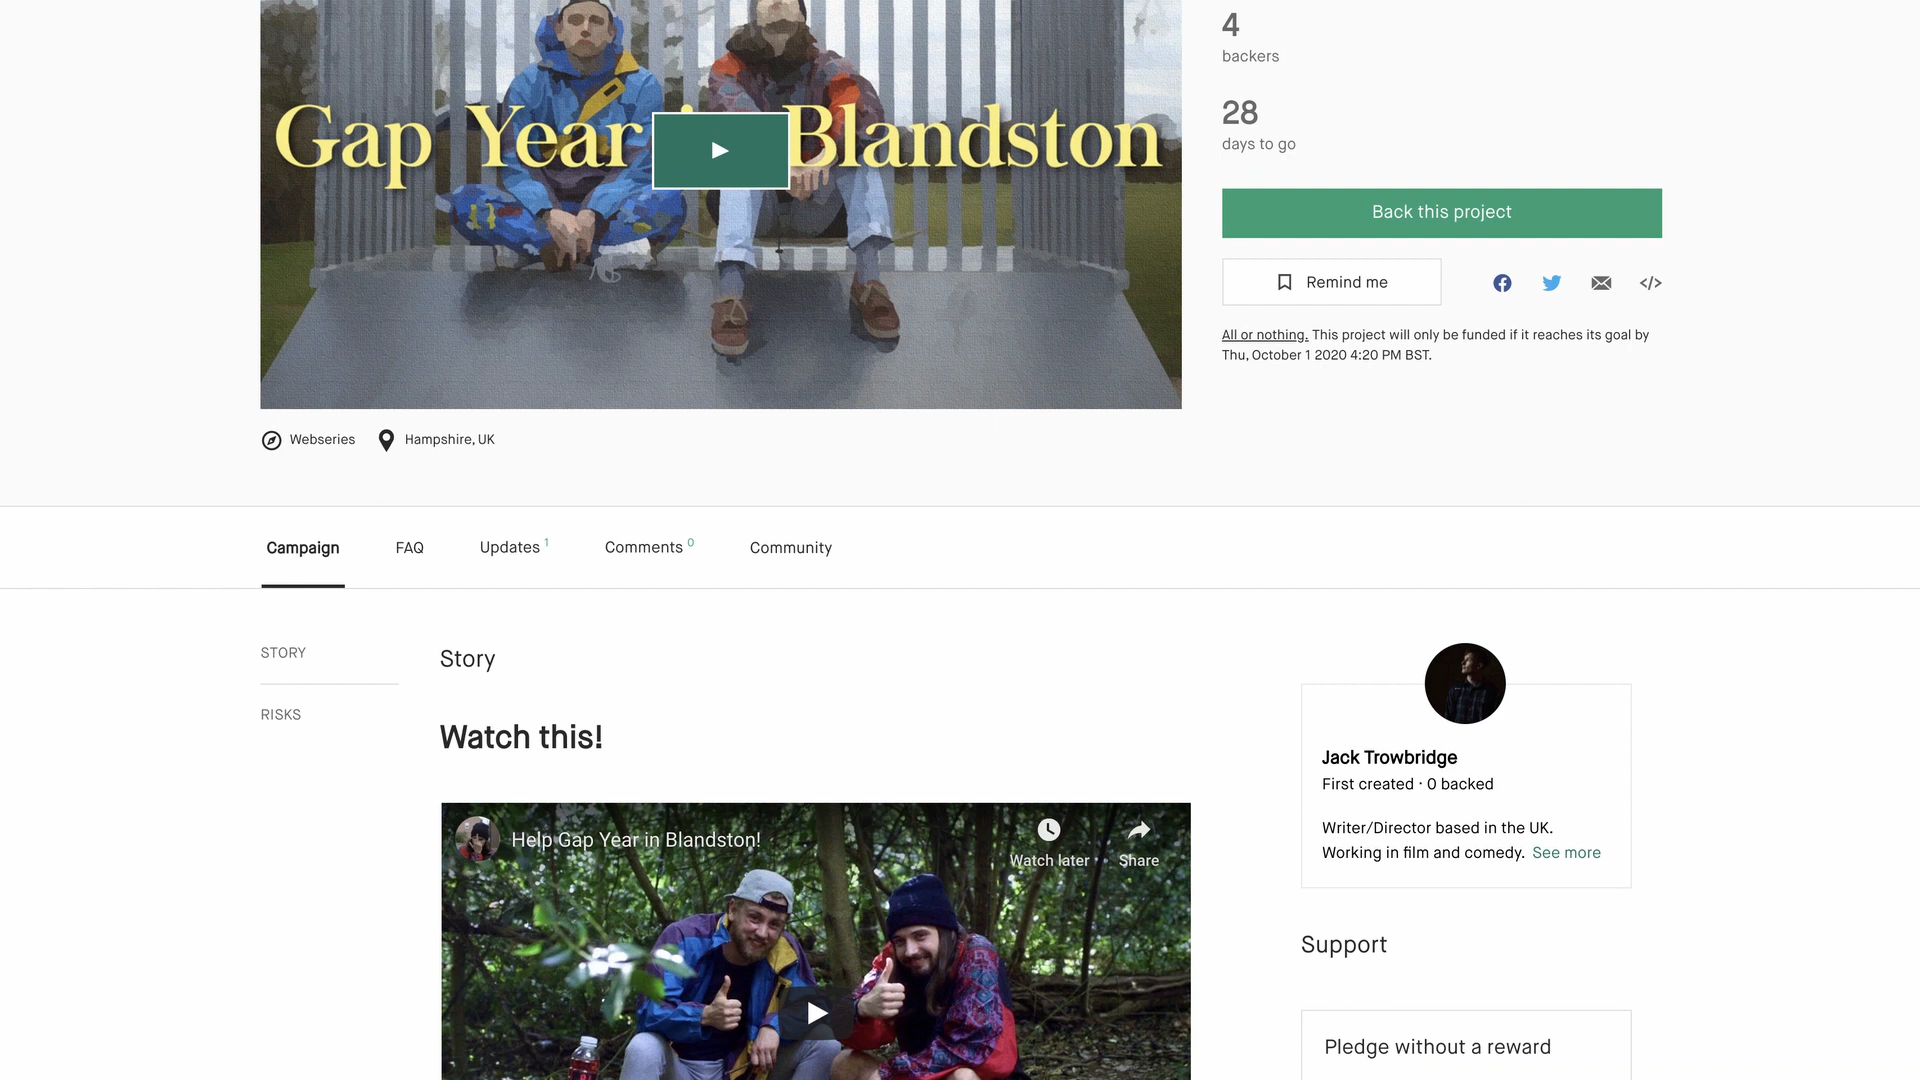 4
backers
Gap Year i Blandston
28
days to go
Back this project
Remind me
All or nothing. This project will only be funded if it reaches its goal by
Thu, October 1 2020 4:20 PM BST.
Webseries
Hampshire, UK
Campaign
FAQ
Updates 1
Comments 0
Community
STORY
RISKS
Story
Watch this!
Help Gap Year in Blandston!
Watch later
Share
Jack Trowbridge
First created · 0 backed
Writer/Director based in the UK.
Working in film and comedy. See more
Support
Pledge without a reward